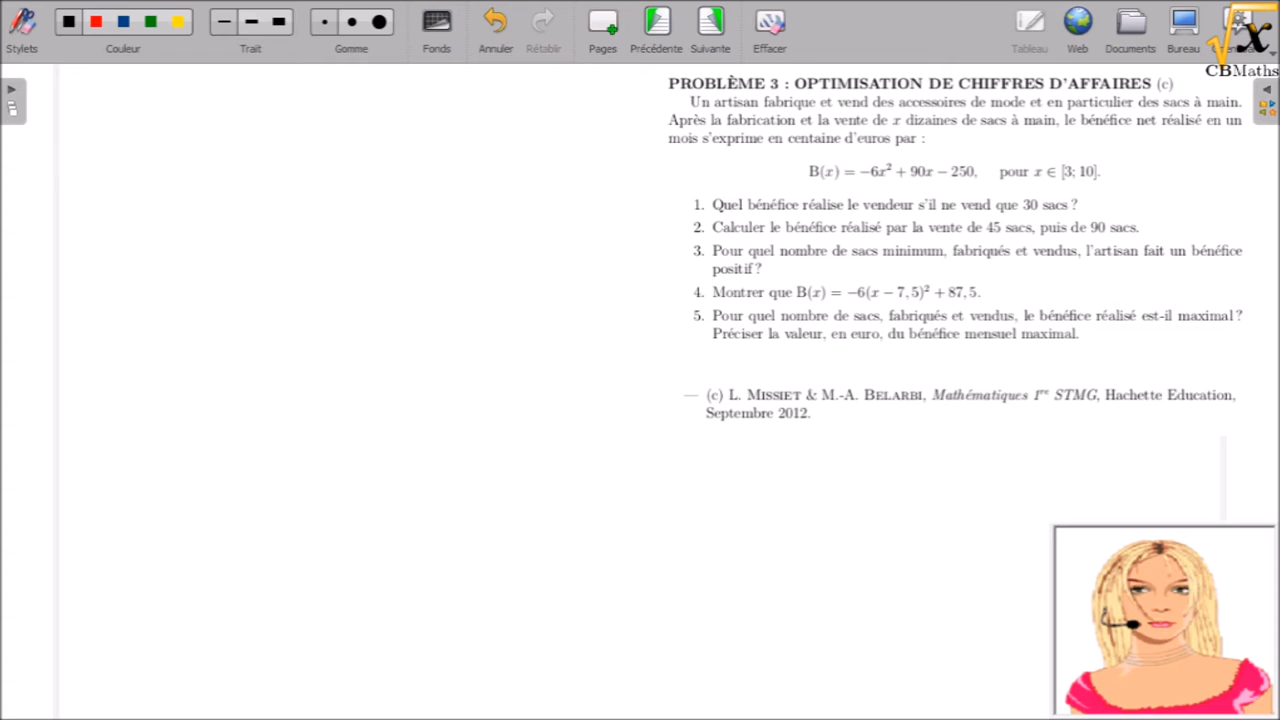 Stylets Couleur Trait Gomme Fonds Annuler Rétablir Pages Précédente Suivante Effacer Tableau Web Documents Bureau
CBMaths
PROBLÈME 3 : OPTIMISATION DE CHIFFRES D'AFFAIRES (c)
Un artisan fabrique et vend des accessoires de mode et en particulier des sacs à main.
Après la fabrication et la vente de x dizaines de sacs à main, le bénéfice net réalisé en un
mois s'exprime en centaine d'euros par :
B(x) = −6x² + 90x − 250, pour x ∈ [3; 10].
1. Quel bénéfice réalise le vendeur s'il ne vend que 30 sacs ?
2. Calculer le bénéfice réalisé par la vente de 45 sacs, puis de 90 sacs.
3. Pour quel nombre de sacs minimum, fabriqués et vendus, l'artisan fait un bénéfice
positif ?
4. Montrer que B(x) = −6(x − 7, 5)² + 87, 5.
5. Pour quel nombre de sacs, fabriqués et vendus, le bénéfice réalisé est-il maximal ?
Préciser la valeur, en euro, du bénéfice mensuel maximal.
— (c) L. MISSIET & M.-A. BELARBI, Mathématiques 1re STMG, Hachette Education,
Septembre 2012.